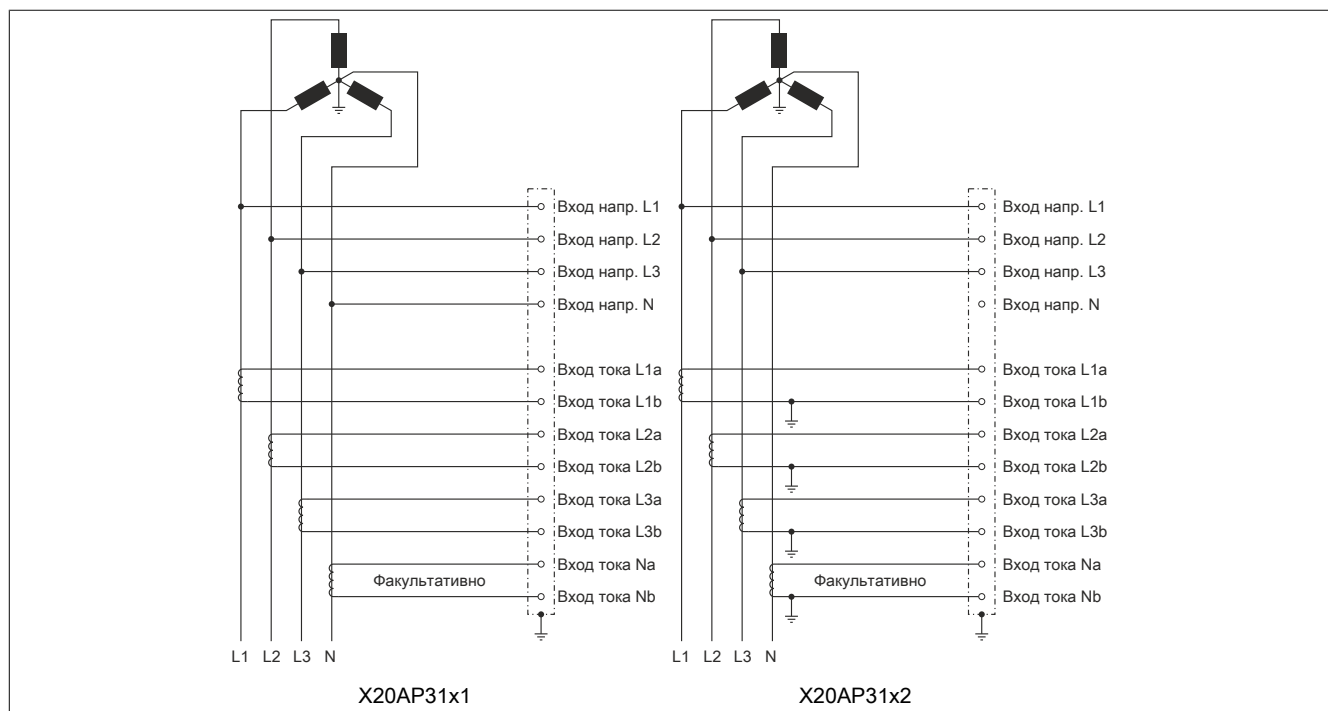 Вход напр. L1
Вход напр. L2
Вход напр. L3
Вход напр. N
Вход тока L1a
Вход тока L1b
Вход тока L2a
Вход тока L2b
Вход тока L3a
Вход тока L3b
Вход тока Na
Факультативно
Вход тока Nb
L1 L2 L3 N
X20AP31x1
Вход напр. L1
Вход напр. L2
Вход напр. L3
Вход напр. N
Вход тока L1a
Вход тока L1b
Вход тока L2a
Вход тока L2b
Вход тока L3a
Вход тока L3b
Вход тока Na
Факультативно
Вход тока Nb
L1 L2 L3 N
X20AP31x2